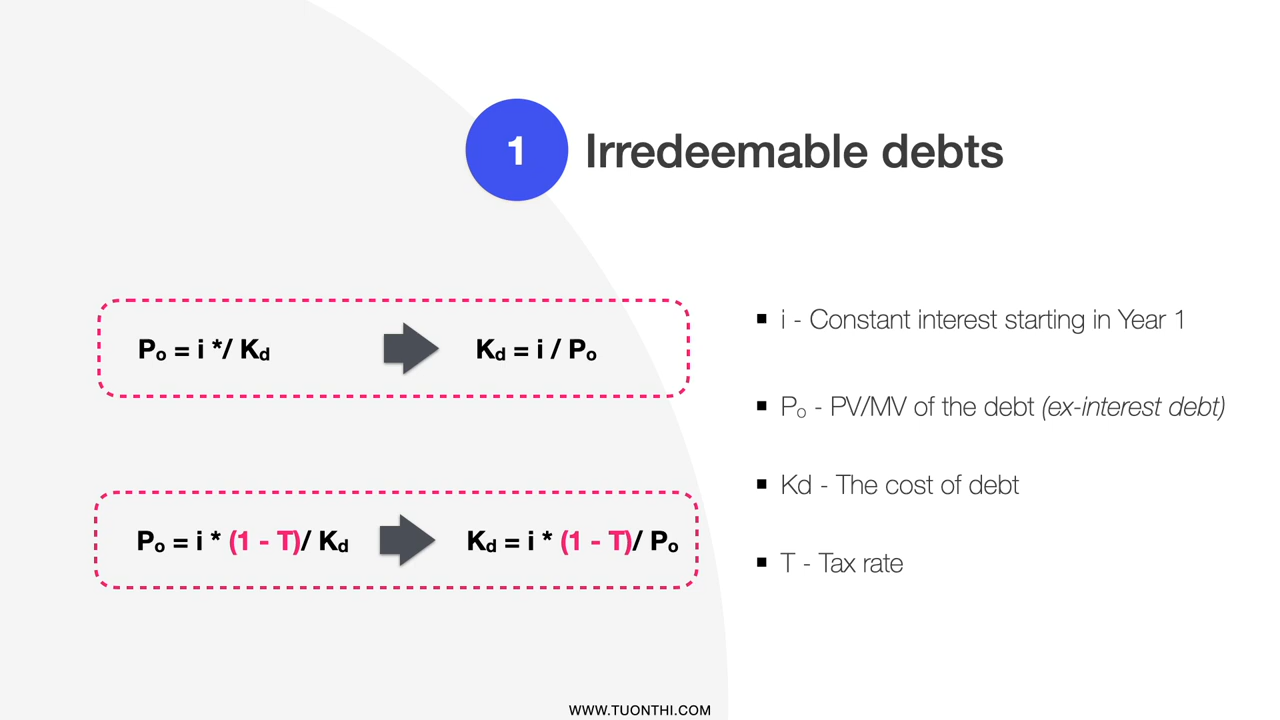 1
Irredeemable debts
Po = i */ Kd
Kd = i / Po
Po = i * (1 - T)/ Kd
Kd = i * (1 - T)/ Po
▪ i - Constant interest starting in Year 1
▪ Po - PV/MV of the debt (ex-interest debt)
▪ Kd - The cost of debt
▪ T - Tax rate
WWW.TUONTHI.COM